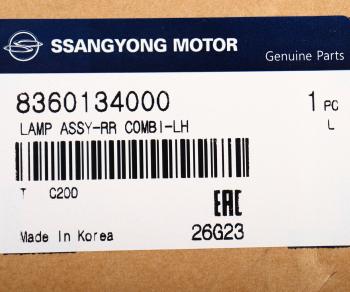 SSANGYONG MOTOR
Genuine Parts
8360134000 1 PC
LAMP ASSY-RR COMBI-LH L
T C200
EAC
Made In Korea 26G23